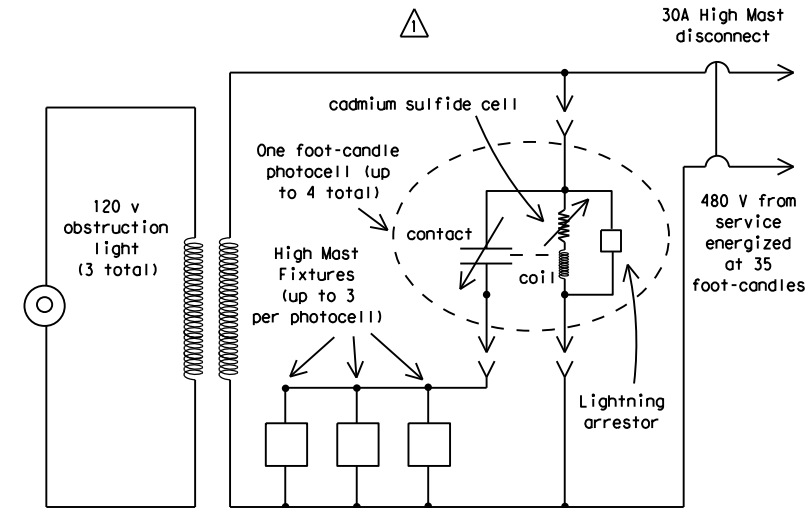 1
30A High Mast
disconnect
cadmium sulfide cell
One foot-candle
photocell (up
to 4 total)
120 v
obstruction
light
(3 total)
contact
480 V from
service
energized
at 35
foot-candles
High Mast
Fixtures
(up to 3
per photocell)
coil
Lightning
arrestor